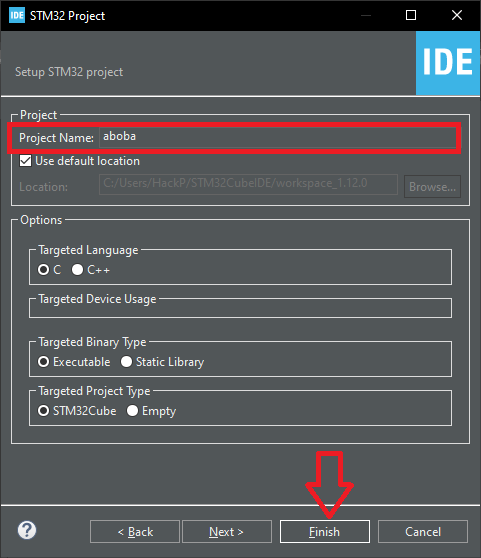 IDE STM32 Project
Setup STM32 project
IDE
Project
Project Name: aboba
Use default location
Location: C:/Users/HackP/STM32CubeIDE/workspace_1.12.0 Browse...
Options
Targeted Language
C C++
Targeted Device Usage
Targeted Binary Type
Executable Static Library
Targeted Project Type
STM32Cube Empty
? < Back Next > Finish Cancel